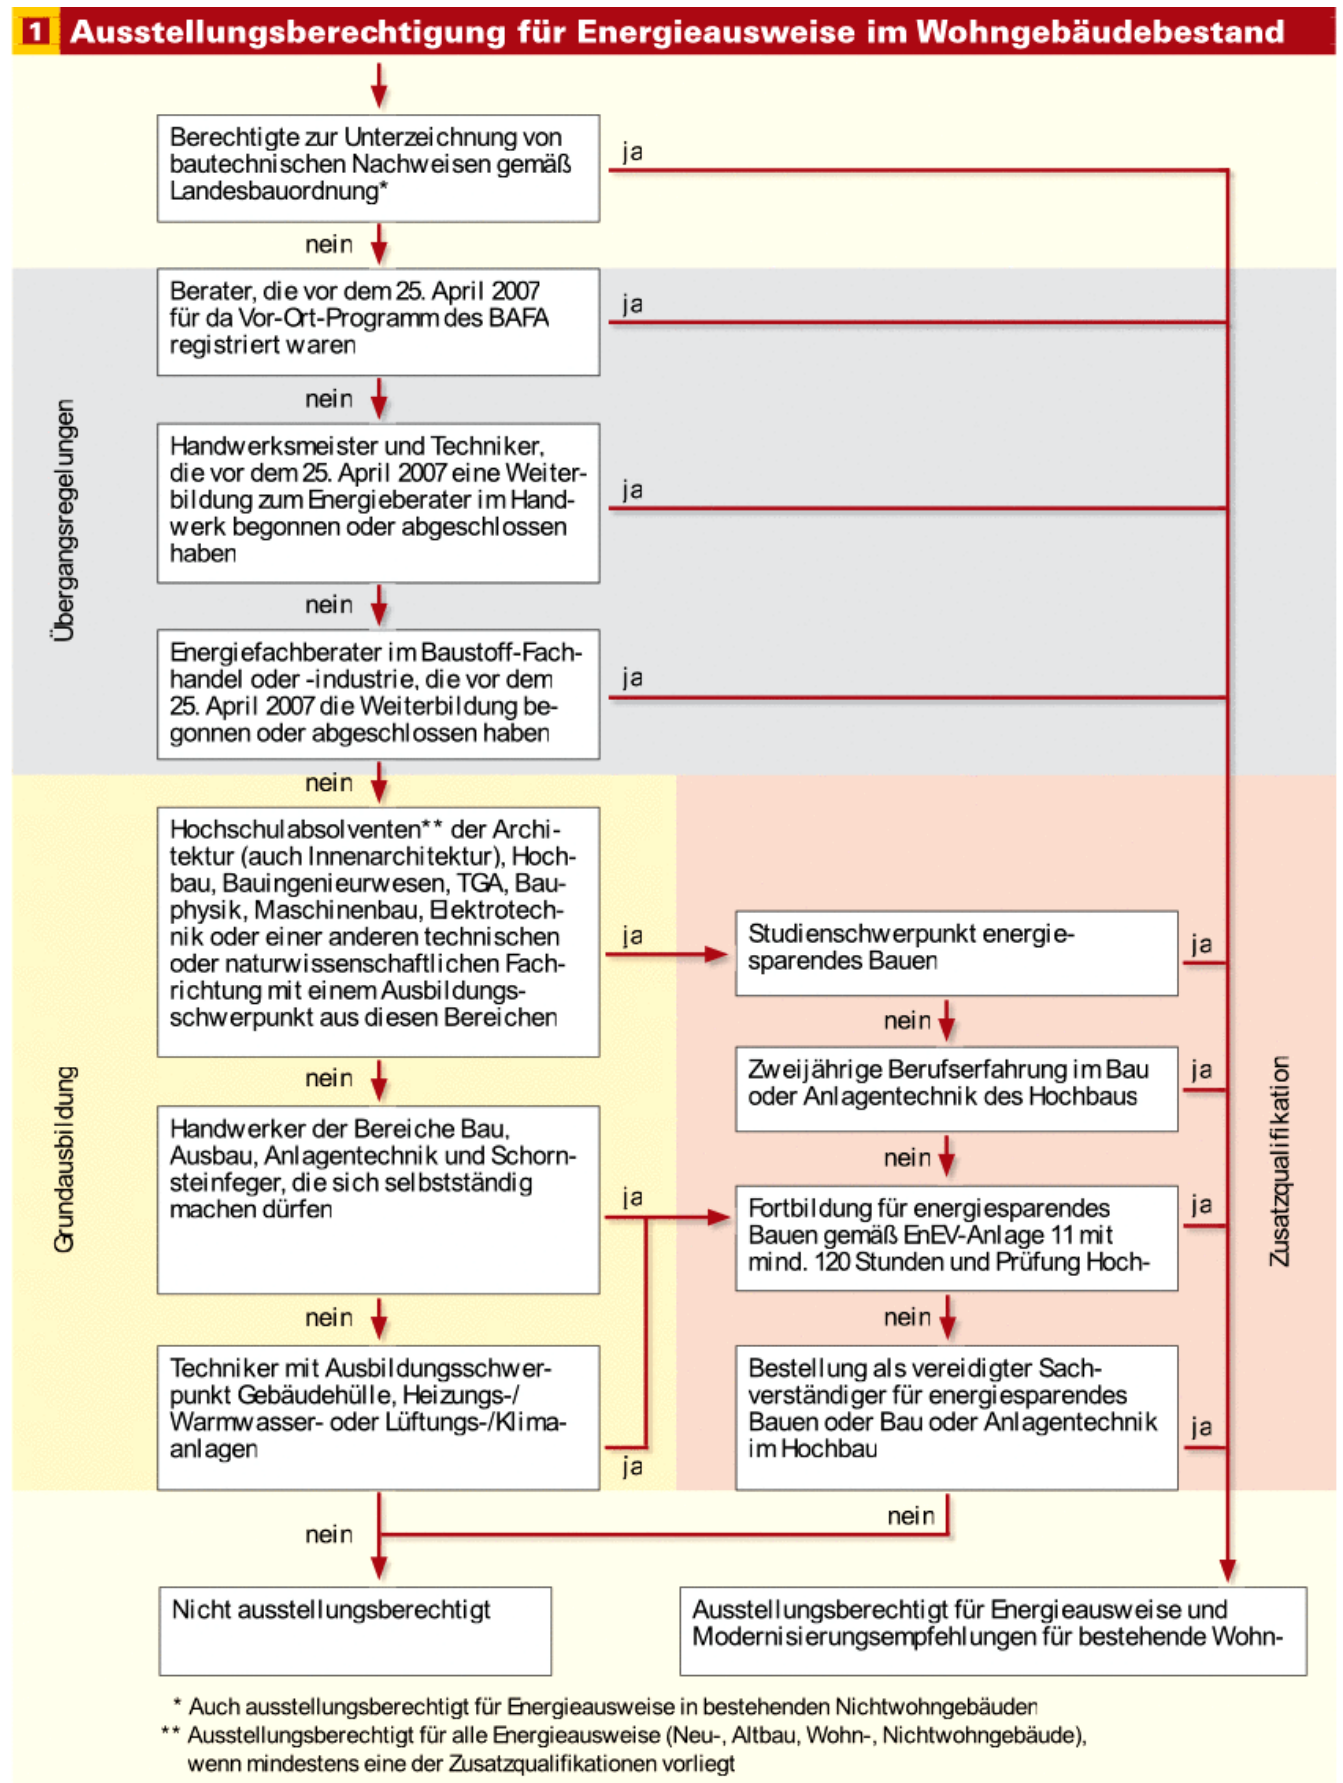 1 Ausstellungsberechtigung für Energieausweise im Wohngebäudebestand
Berechtigte zur Unterzeichnung von
bautechnischen Nachweisen gemäß
Landesbauordnung*
ja
nein
Übergangsregelungen
Berater, die vor dem 25. April 2007
für da Vor-Ort-Programm des BAFA
registriert waren
ja
nein
Handwerksmeister und Techniker,
die vor dem 25. April 2007 eine Weiter-
bildung zum Energieberater im Hand-
werk begonnen oder abgeschlossen
haben
ja
nein
Energiefachberater im Baustoff-Fach-
handel oder -industrie, die vor dem
25. April 2007 die Weiterbildung be-
gonnen oder abgeschlossen haben
ja
nein
Grundausbildung
Hochschulabsolventen** der Archi-
tektur (auch Innenarchitektur), Hoch-
bau, Bauingenieurwesen, TGA, Bau-
physik, Maschinenbau, Elektrotech-
nik oder einer anderen technischen
oder naturwissenschaftlichen Fach-
richtung mit einem Ausbildungs-
schwerpunkt aus diesen Bereichen
ja
nein
Handwerker der Bereiche Bau,
Ausbau, Anlagentechnik und Schorn-
steinfeger, die sich selbstständig
machen dürfen
ja
nein
Techniker mit Ausbildungsschwer-
punkt Gebäudehülle, Heizungs-/
Warmwasser- oder Lüftungs-/Klima-
anlagen
ja
nein
Zusatzqualifikation
Studienschwerpunkt energie-
sparendes Bauen
ja
nein
Zweijährige Berufserfahrung im Bau
oder Anlagentechnik des Hochbaus
ja
nein
Fortbildung für energiesparendes
Bauen gemäß EnEV-Anlage 11 mit
mind. 120 Stunden und Prüfung Hoch-
ja
nein
Bestellung als vereidigter Sach-
verständiger für energiesparendes
Bauen oder Bau oder Anlagentechnik
im Hochbau
ja
nein
Nicht ausstellungsberechtigt
Ausstellungsberechtigt für Energieausweise und
Modernisierungsempfehlungen für bestehende Wohn-
* Auch ausstellungsberechtigt für Energieausweise in bestehenden Nichtwohngebäuden
** Ausstellungsberechtigt für alle Energieausweise (Neu-, Altbau, Wohn-, Nichtwohngebäude),
wenn mindestens eine der Zusatzqualifikationen vorliegt